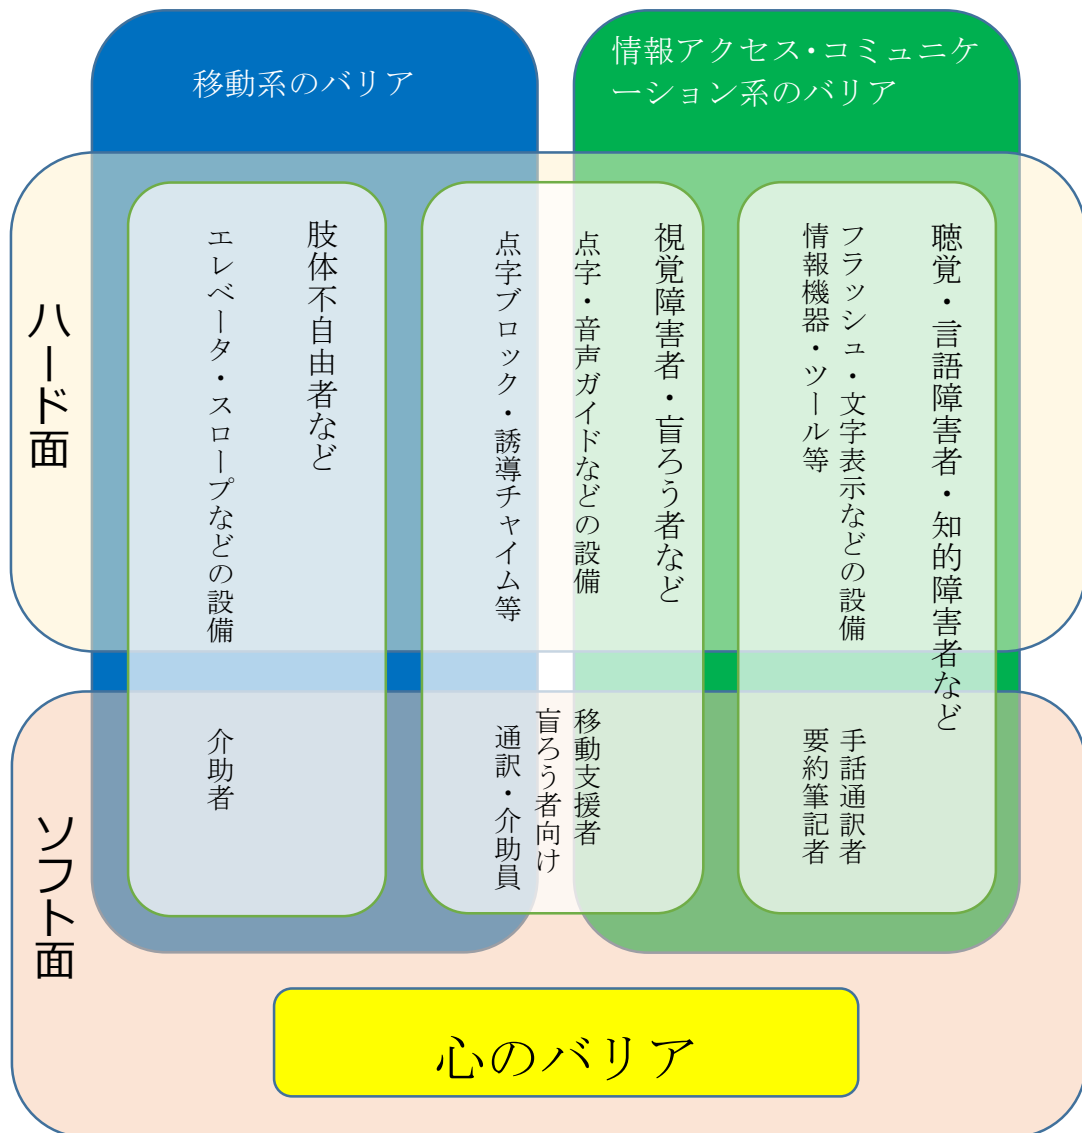 移動系のバリア
情報アクセス・コミュニケ
ーション系のバリア
ハード面
肢体不自由者など
エレベータ・スロープなどの設備
視覚障害者・盲ろう者など
点字・音声ガイドなどの設備
点字ブロック・誘導チャイム等
聴覚・言語障害者・知的障害者など
フラッシュ・文字表示などの設備
情報機器・ツール等
ソフト面
介助者
移動支援者
盲ろう者向け
通訳・介助員
手話通訳者
要約筆記者
心のバリア